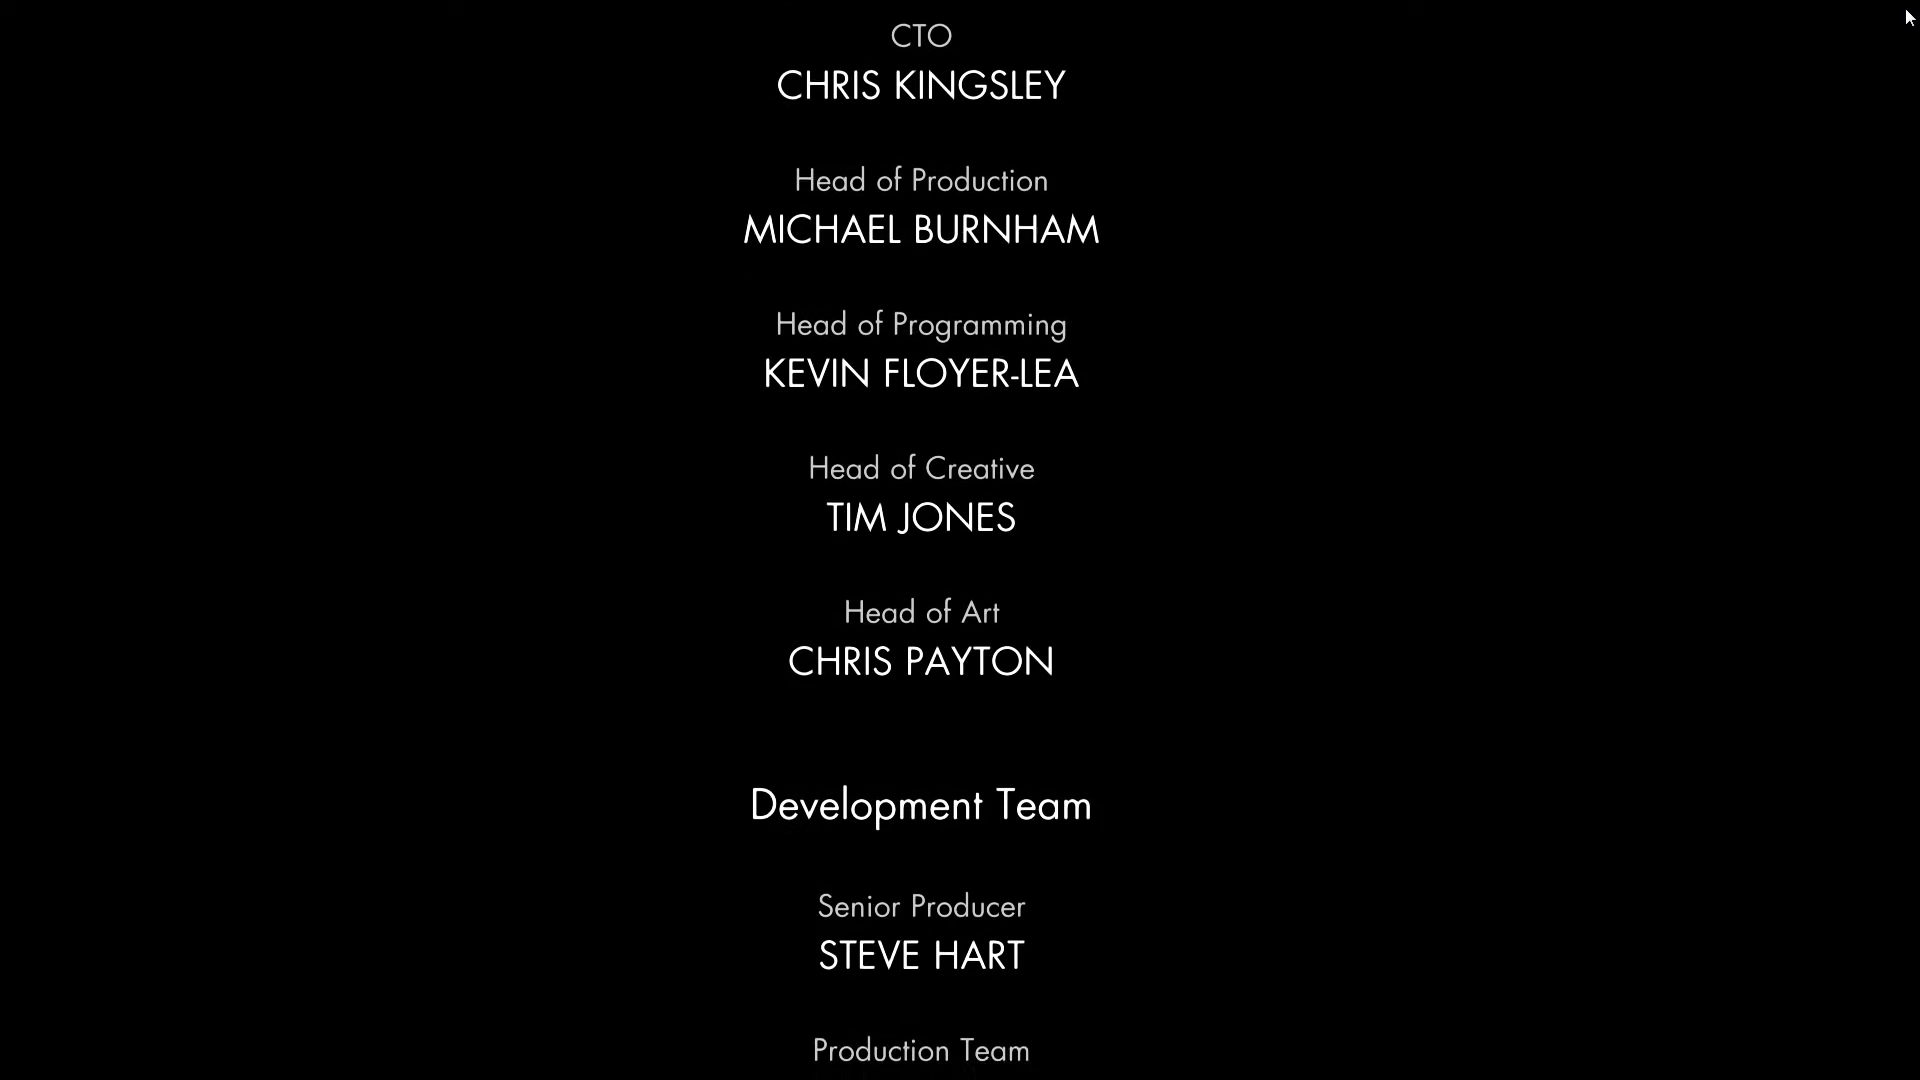 CTO
CHRIS KINGSLEY
Head of Production
MICHAEL BURNHAM
Head of Programming
KEVIN FLOYER-LEA
Head of Creative
TIM JONES
Head of Art
CHRIS PAYTON
Development Team
Senior Producer
STEVE HART
Production Team